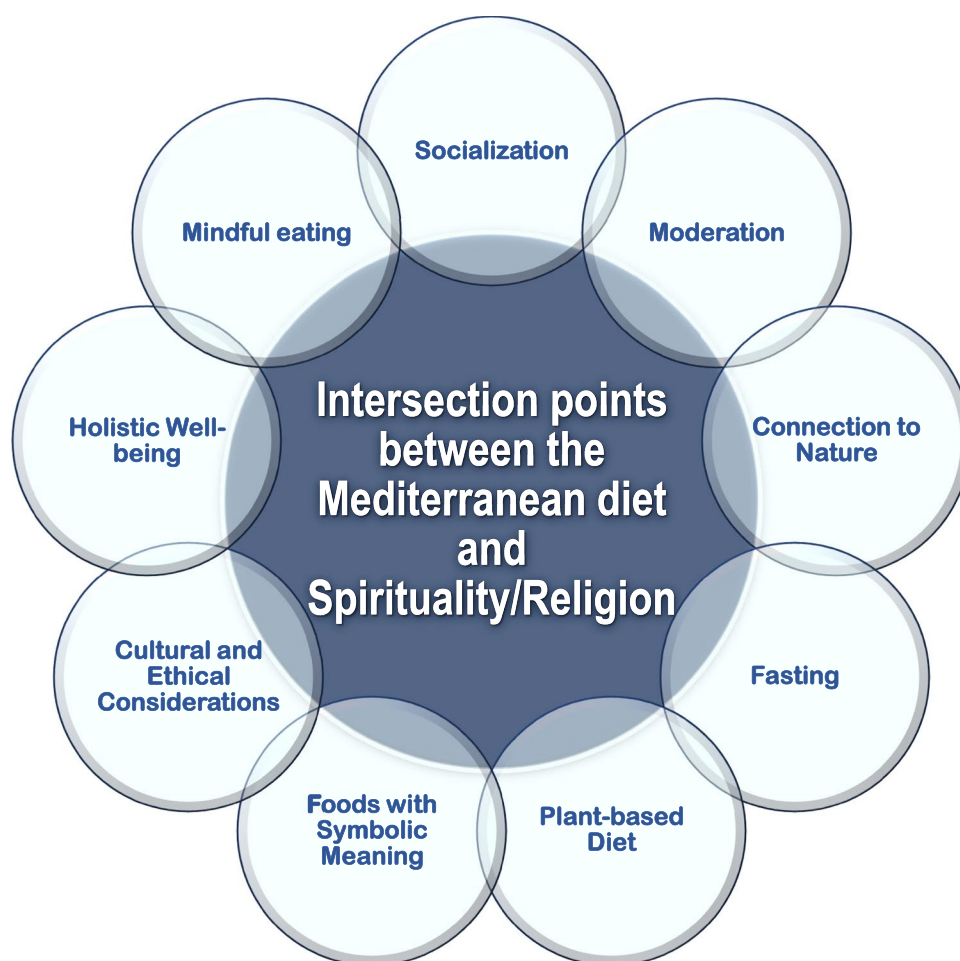 Socialization
Moderation
Connection to
Nature
Fasting
Plant-based
Diet
Foods with
Symbolic
Meaning
Cultural and
Ethical
Considerations
Holistic Well-
being
Mindful eating
Intersection points
between the
Mediterranean diet
and
Spirituality/Religion